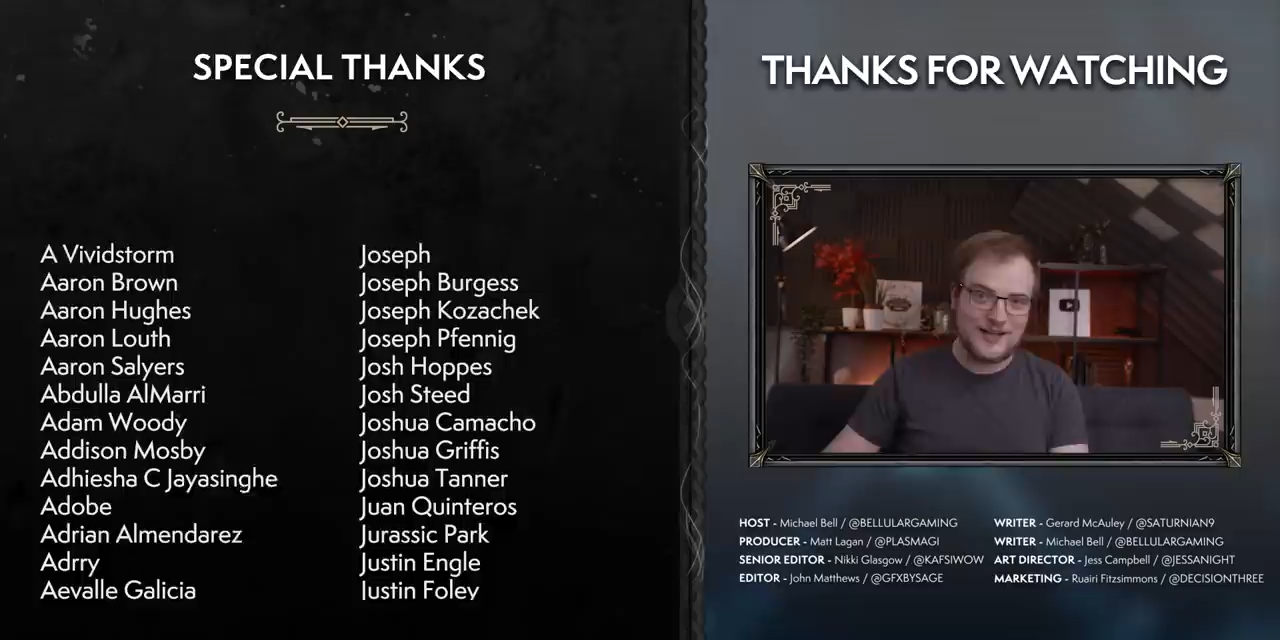 SPECIAL THANKS
A Vividstorm
Aaron Brown
Aaron Hughes
Aaron Louth
Aaron Salyers
Abdulla AlMarri
Adam Woody
Addison Mosby
Adhiesha C Jayasinghe
Adobe
Adrian Almendarez
Adrry
Aevalle Galicia
Joseph
Joseph Burgess
Joseph Kozachek
Joseph Pfennig
Josh Hoppes
Josh Steed
Joshua Camacho
Joshua Griffis
Joshua Tanner
Juan Quinteros
Jurassic Park
Justin Engle
Justin Foley
THANKS FOR WATCHING
HOST - Michael Bell / @BELLULARGAMING
PRODUCER - Matt Lagan / @PLASMAGI
SENIOR EDITOR - Nikki Glasgow / @KAFSIWOW
EDITOR - John Matthews / @GFXBYSAGE
WRITER - Gerard McAuley / @SATURNIAN9
WRITER - Michael Bell / @BELLULARGAMING
ART DIRECTOR - Jess Campbell / @JESSANIGHT
MARKETING - Ruairi Fitzsimmons / @DECISIONTHREE